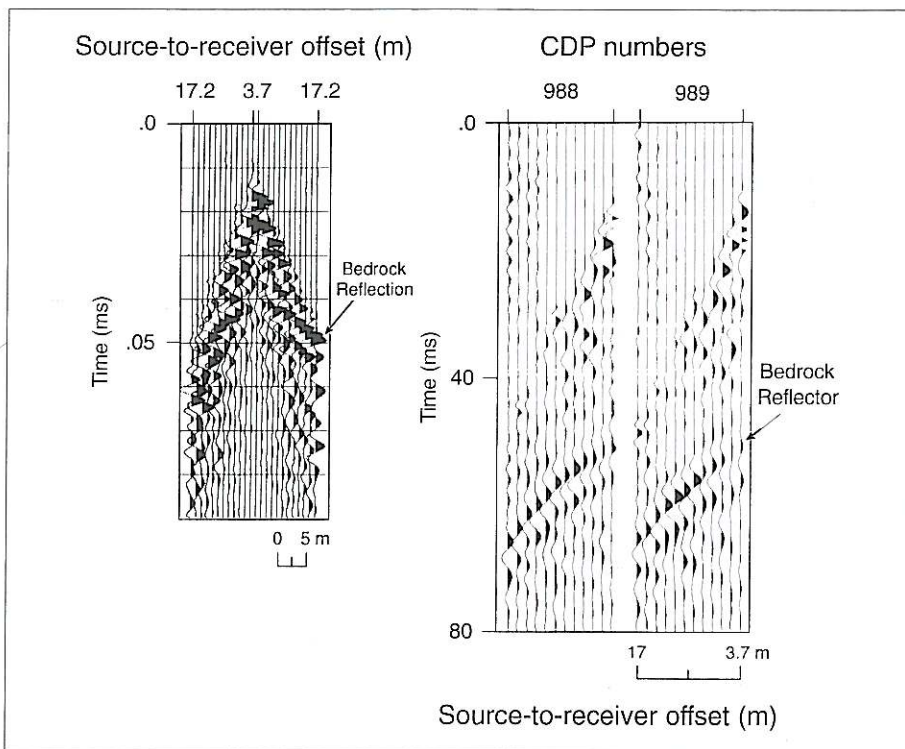 Source-to-receiver offset (m)
17.2 3.7 17.2
.0
Time (ms)
.05
Bedrock
Reflection
0 5 m
CDP numbers
988 989
.0
Time (ms)
40
Bedrock
Reflector
80
17 3.7 m
Source-to-receiver offset (m)